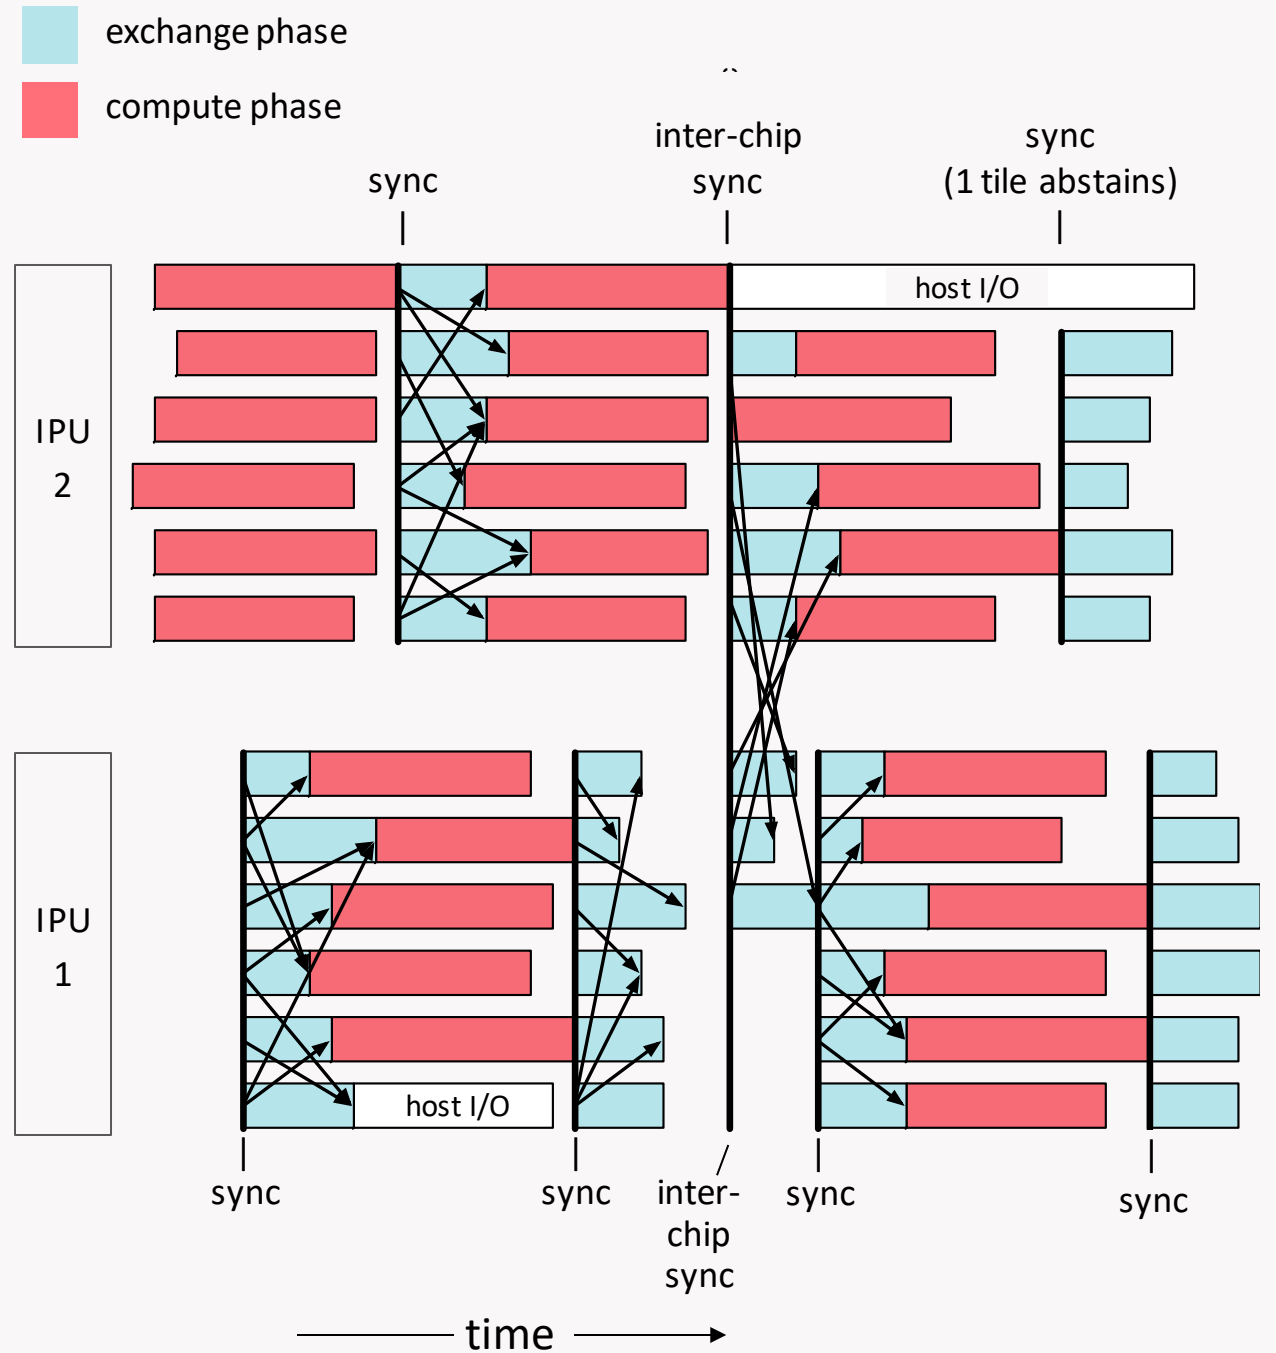 exchange phase
compute phase
inter-chip
sync
sync
sync
(1 tile abstains)
host I/O
IPU
2
IPU
1
host I/O
sync
sync
inter-
chip
sync
sync
sync
time